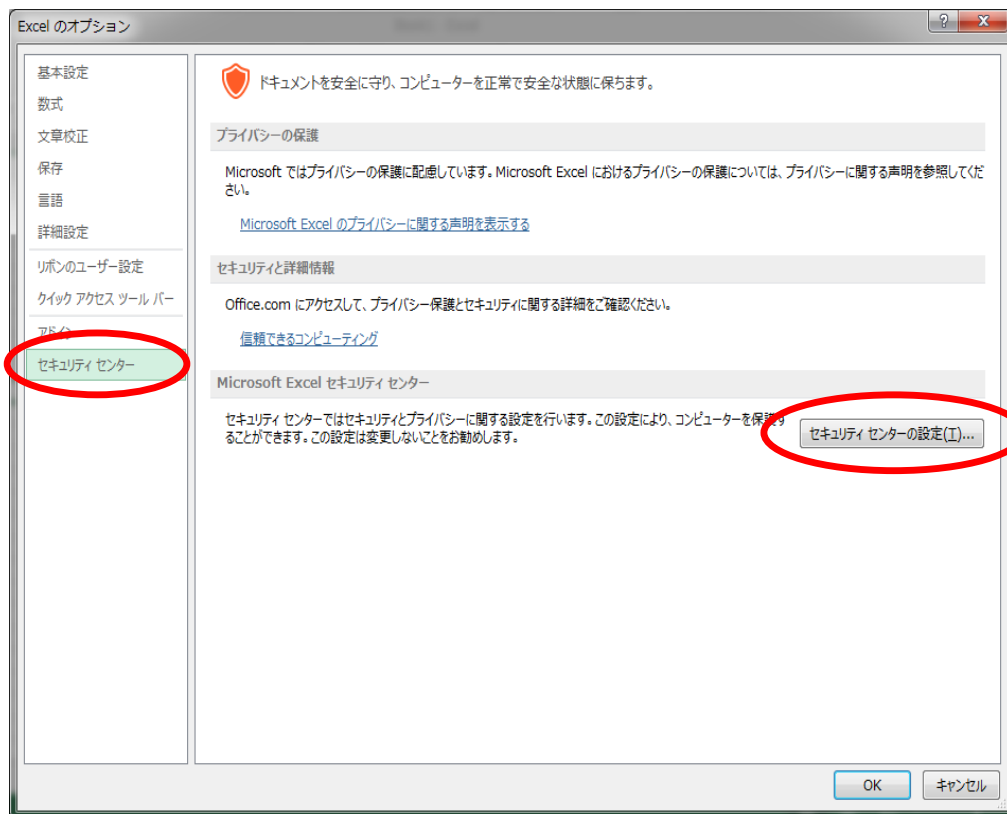 Excel のオプション
基本設定
数式
文章校正
保存
言語
詳細設定
リボンのユーザー設定
クイック アクセス ツール バー
アドイン
セキュリティ センター
ドキュメントを安全に守り、コンピューターを正常で安全な状態に保ちます。
プライバシーの保護
Microsoft ではプライバシーの保護に配慮しています。Microsoft Excel におけるプライバシーの保護については、プライバシーに関する声明を参照してくだ
さい。
Microsoft Excel のプライバシーに関する声明を表示する
セキュリティと詳細情報
Office.com にアクセスして、プライバシー保護とセキュリティに関する詳細をご確認ください。
信頼できるコンピューティング
Microsoft Excel セキュリティ センター
セキュリティ センターではセキュリティとプライバシーに関する設定を行います。この設定により、コンピューターを保護す
ることができます。この設定は変更しないことをお勧めします。
セキュリティ センターの設定(T)...
OK
キャンセル